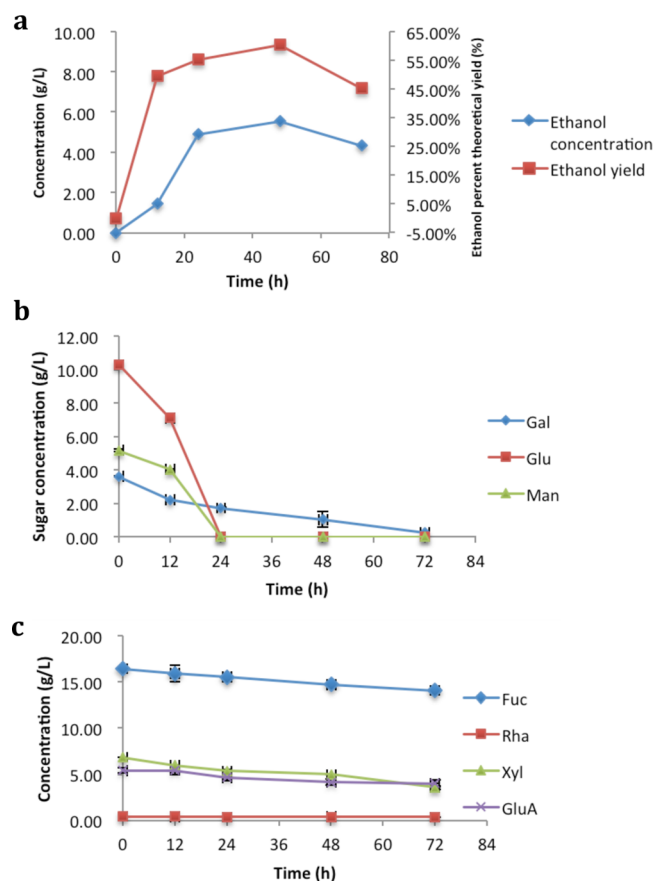 a
Concentration (g/L)
10.00
8.00
6.00
4.00
2.00
0.00
65.00%
55.00%
45.00%
35.00%
25.00%
15.00%
5.00%
-5.00%
Ethanol percent theoretical yield (%)
0 20 40 60 80
Time (h)
Ethanol
concentration
Ethanol yield
b
Sugar concentration (g/L)
12.00
10.00
8.00
6.00
4.00
2.00
0.00
0 12 24 36 48 60 72 84
Time (h)
Gal
Glu
Man
c
Concentration (g/L)
20.00
15.00
10.00
5.00
0.00
0 12 24 36 48 60 72 84
Time (h)
Fuc
Rha
Xyl
GluA